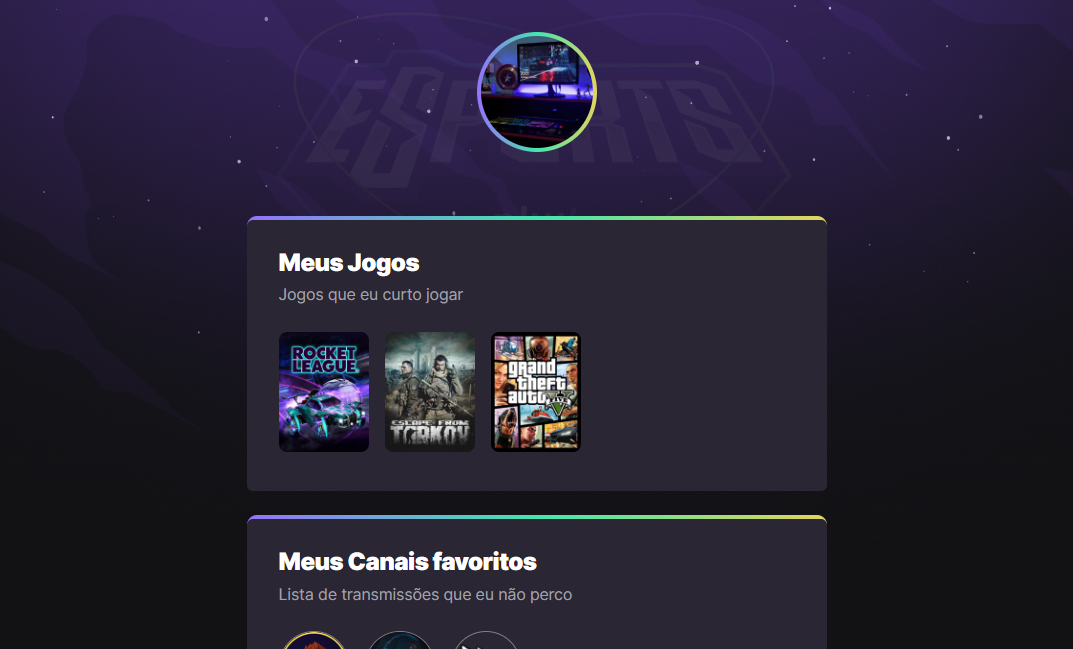 ESPORTS
Meus Jogos
Jogos que eu curto jogar
ROCKET
LEAGUE
ESCAPE FROM
TARKOV
grand
theft
auto
V
FIVE
Meus Canais favoritos
Lista de transmissões que eu não perco